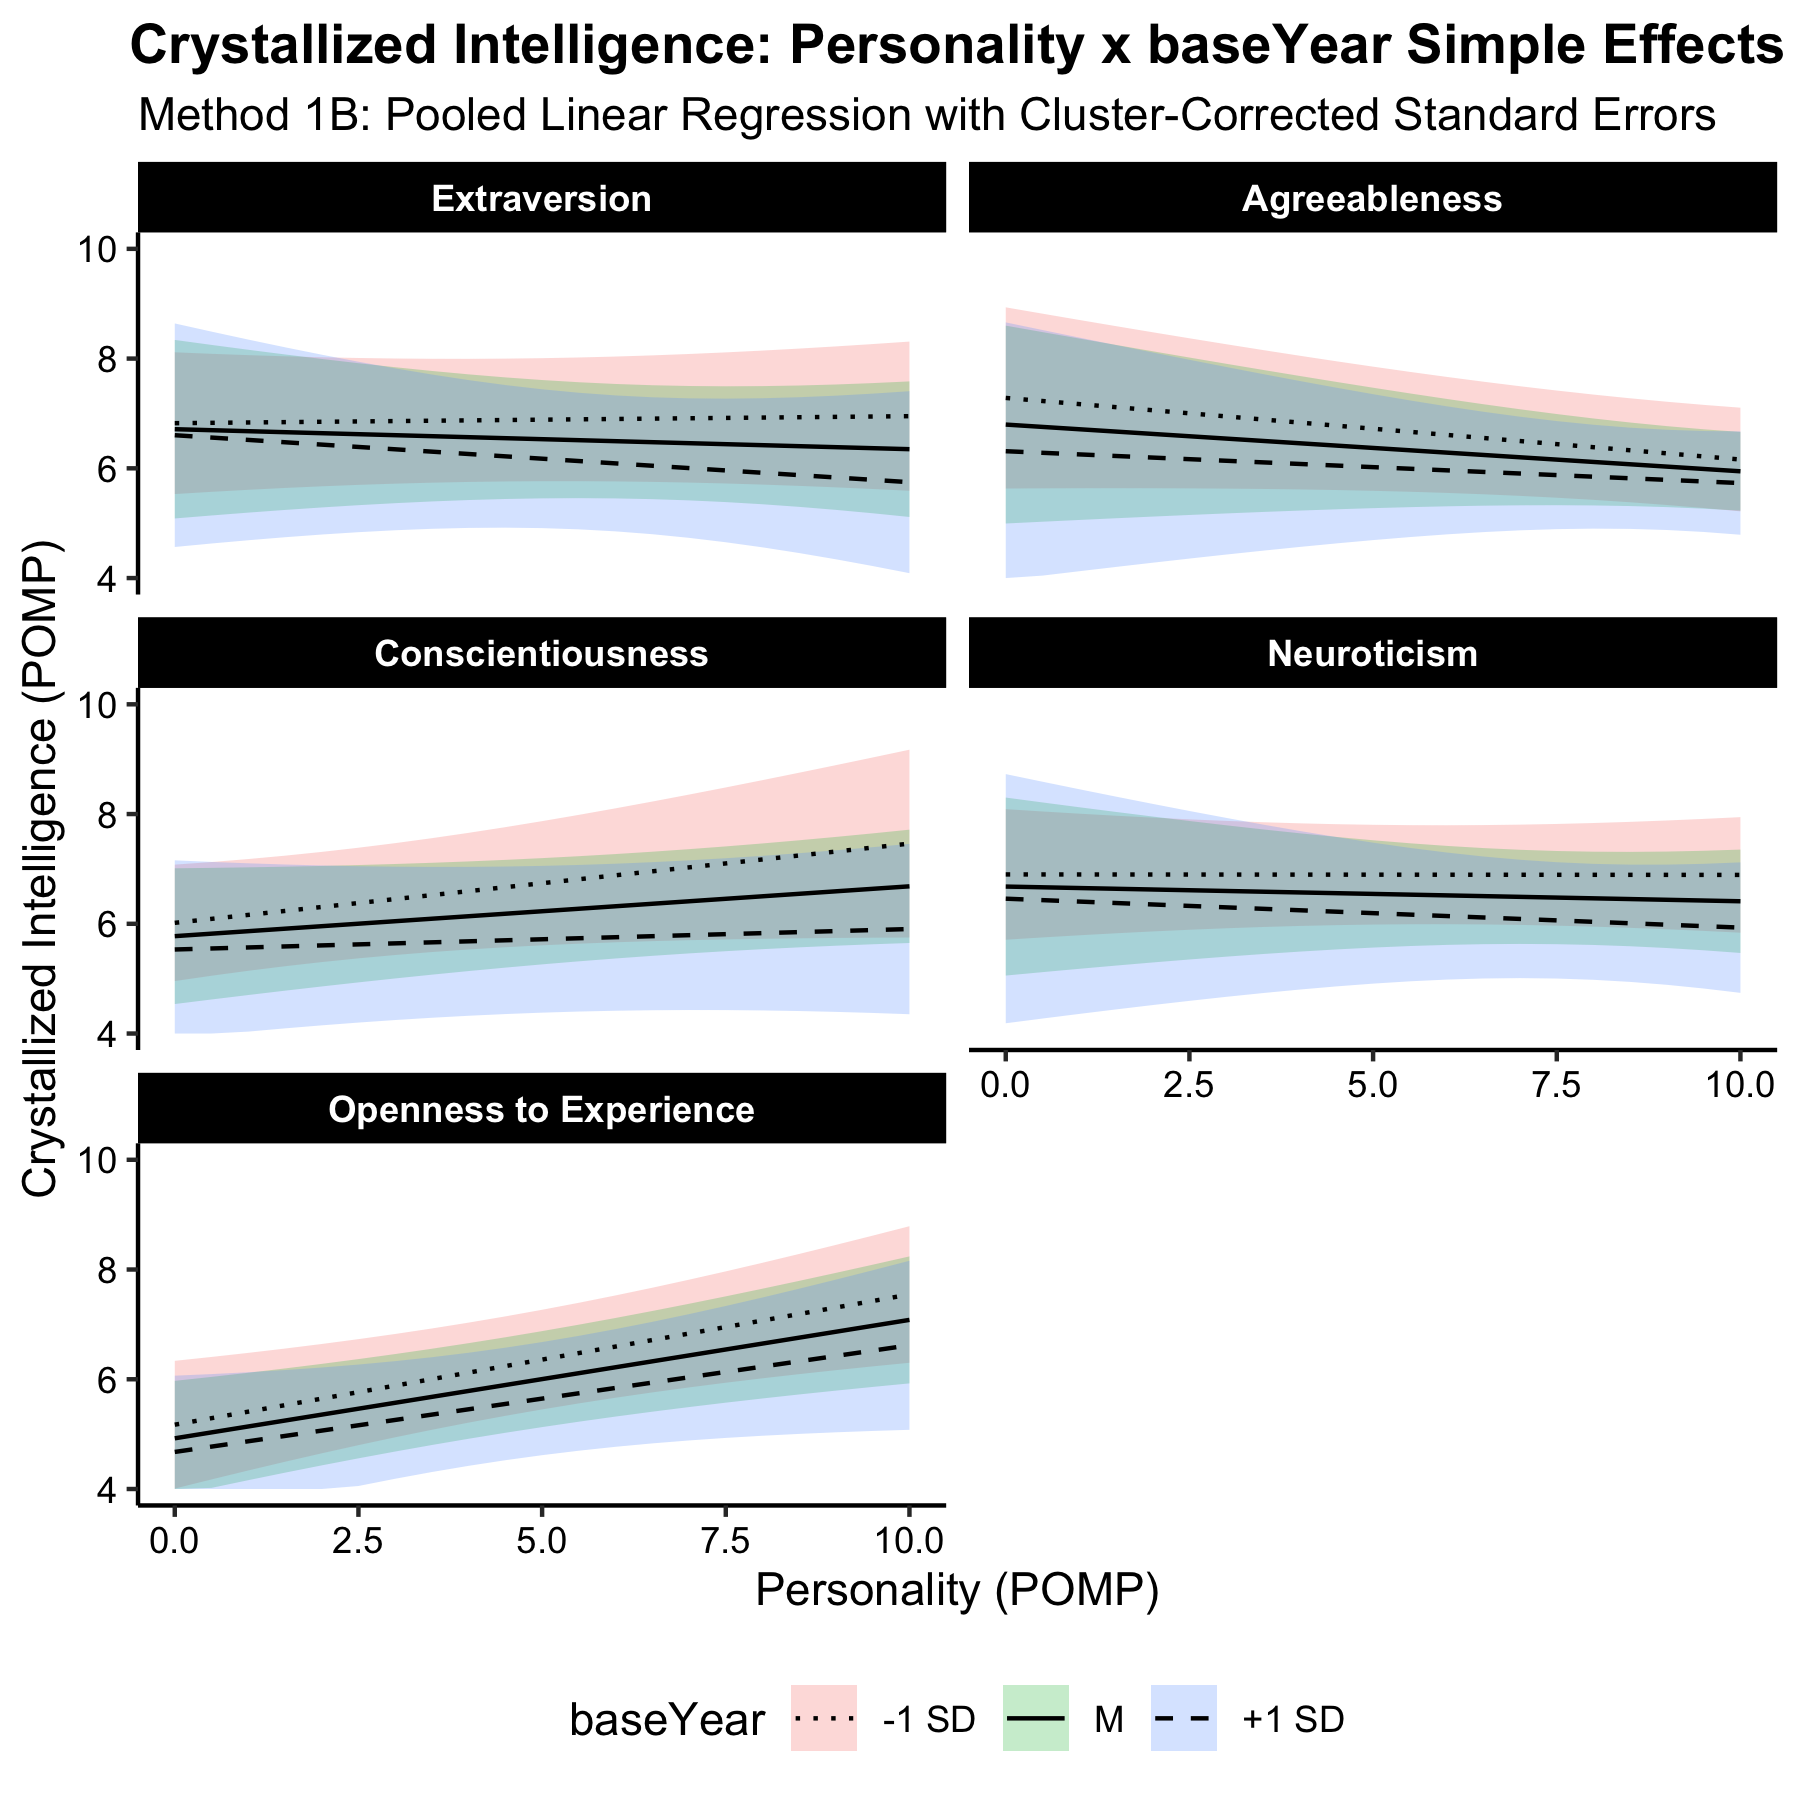 Crystallized Intelligence: Personality x baseYear Simple Effects
Method 1B: Pooled Linear Regression with Cluster-Corrected Standard Errors
Extraversion
Agreeableness
10
8
6
4
Conscientiousness
Neuroticism
10
8
6
4
0.0 2.5 5.0 7.5 10.0
Openness to Experience
10
8
6
4
0.0 2.5 5.0 7.5 10.0
Crystallized Intelligence (POMP)
Personality (POMP)
baseYear -1 SD M +1 SD